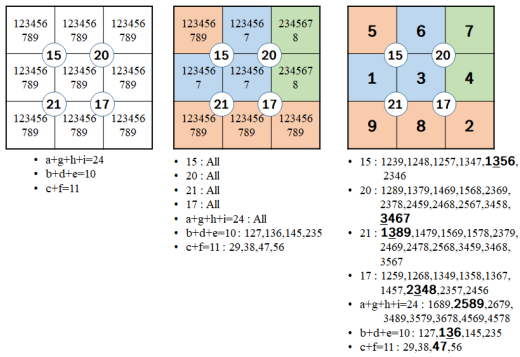 123456 123456 123456
789 789 789
15 20
123456 123456 123456
789 789 789
21 17
123456 123456 123456
789 789 789
• a+g+h+i=24
• b+d+e=10
• c+f=11
123456 123456 234567
789 7 8
15 20
123456 123456 234567
7 7 8
21 17
123456 123456 123456
789 789 789
• 15 : All
• 20 : All
• 21 : All
• 17 : All
• a+g+h+i=24 : All
• b+d+e=10 : 127,136,145,235
• c+f=11 : 29,38,47,56
5 6 7
15 20
1 3 4
21 17
9 8 2
• 15 : 1239,1248,1257,1347,1356,
2346
• 20 : 1289,1379,1469,1568,2369,
2378,2459,2468,2567,3458,
3467
• 21 : 1389,1479,1569,1578,2379,
2469,2478,2568,3459,3468,
3567
• 17 : 1259,1268,1349,1358,1367,
1457,2348,2357,2456
• a+g+h+i=24 : 1689,2589,2679,
3489,3579,3678,4569,4578
• b+d+e=10 : 127,136,145,235
• c+f=11 : 29,38,47,56